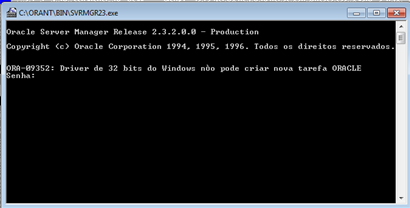 C:\ORANT\BIN\SVRMGR23.exe
Oracle Server Manager Release 2.3.2.0.0 - Production
Copyright (c) Oracle Corporation 1994, 1995, 1996. Todos os direitos reservados.
ORA-09352: Driver de 32 bits do Windows nòo pode criar nova tarefa ORACLE
Senha: